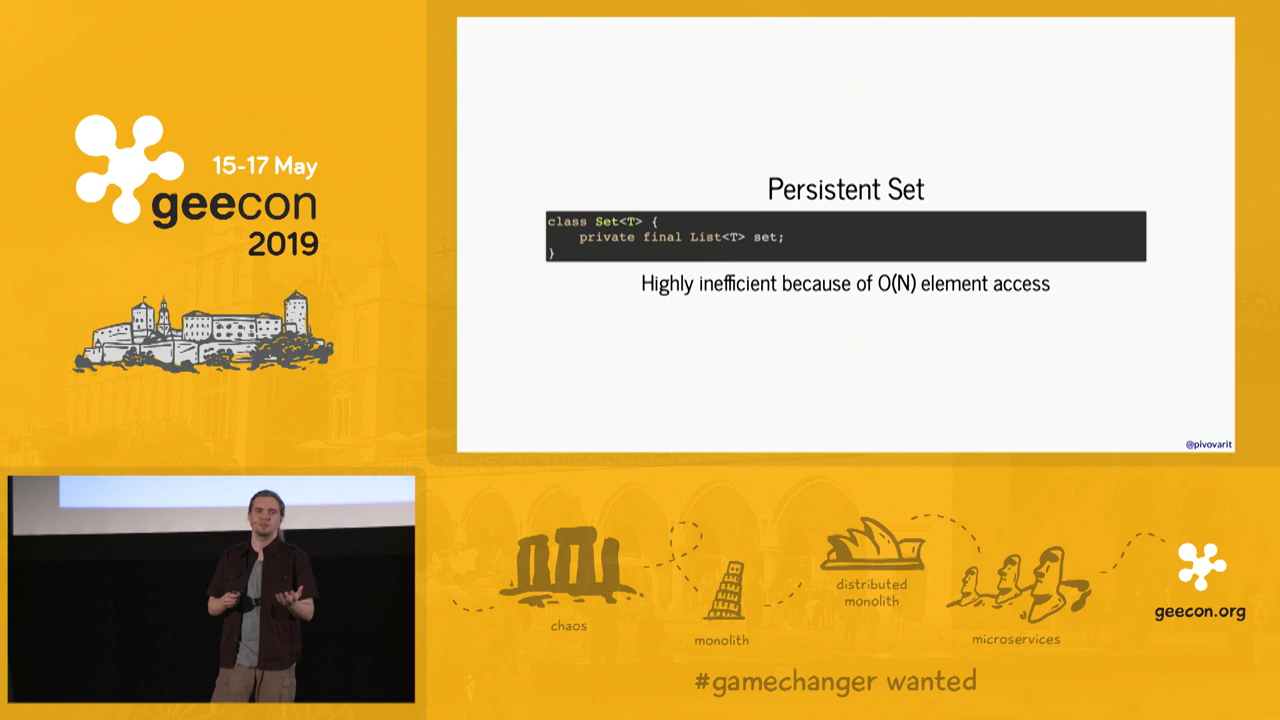 15-17 May
geecon
2019
Persistent Set
class Set<T> {
    private final List<T> set;
}
Highly inefficient because of O(N) element access
@pivovarit
chaos
monolith
distributed
monolith
microservices
geecon.org
#gamechanger wanted